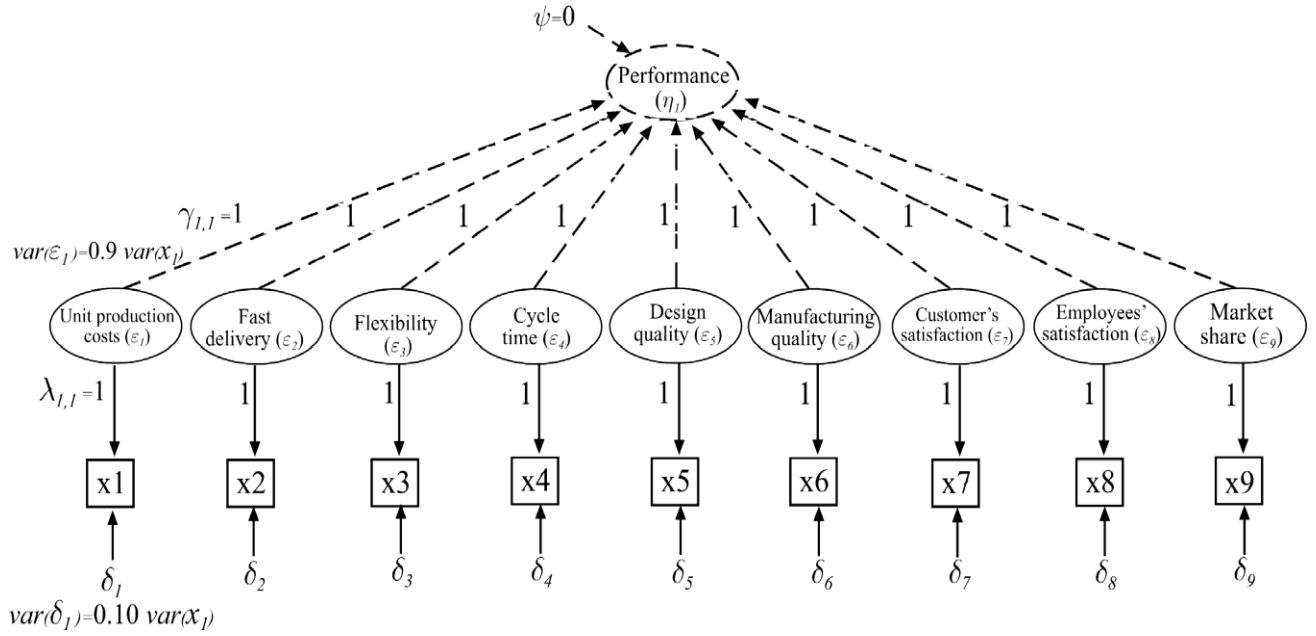 ψ=0
Performance
(η₁)
γ₁,₁ =1
1
1
1
1
1
1
1
1
var(ε₁)=0.9 var(x₁)
Unit production
costs (ε₁)
Fast
delivery (ε₂)
Flexibility
(ε₃)
Cycle
time (ε₄)
Design
quality (ε₅)
Manufacturing
quality (ε₆)
Customer's
satisfaction (ε₇)
Employees'
satisfaction (ε₈)
Market
share (ε₉)
λ₁,₁ =1
1
1
1
1
1
1
1
1
x1
x2
x3
x4
x5
x6
x7
x8
x9
δ₁
δ₂
δ₃
δ₄
δ₅
δ₆
δ₇
δ₈
δ₉
var(δ₁)=0.10 var(x₁)